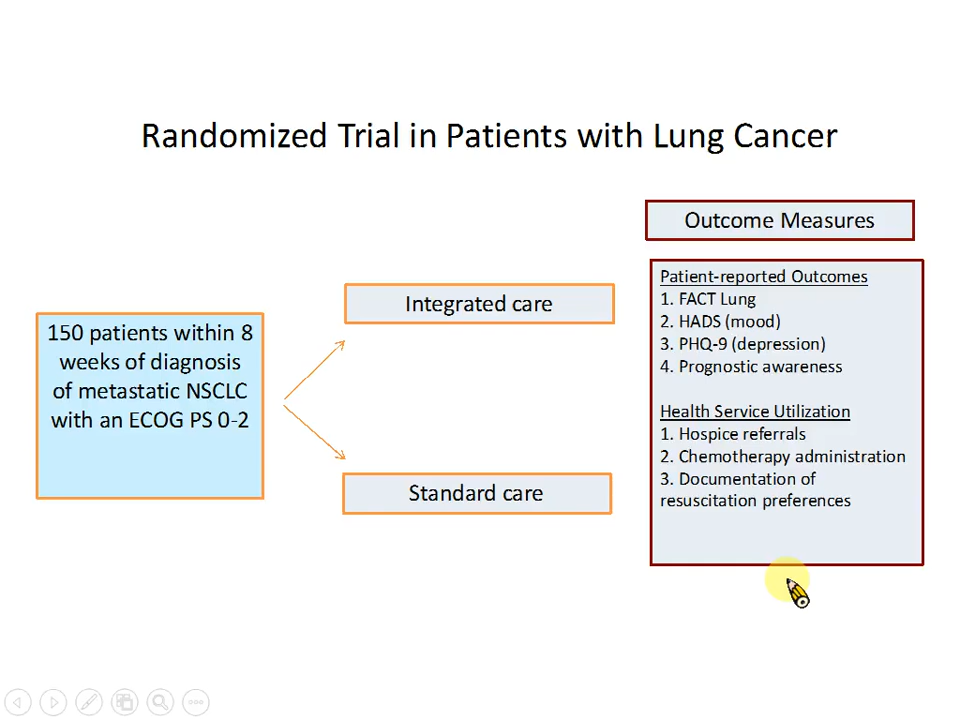 Randomized Trial in Patients with Lung Cancer
Outcome Measures
Patient-reported Outcomes
1. FACT Lung
2. HADS (mood)
3. PHQ-9 (depression)
4. Prognostic awareness
Health Service Utilization
1. Hospice referrals
2. Chemotherapy administration
3. Documentation of
resuscitation preferences
Integrated care
150 patients within 8
weeks of diagnosis
of metastatic NSCLC
with an ECOG PS 0-2
Standard care